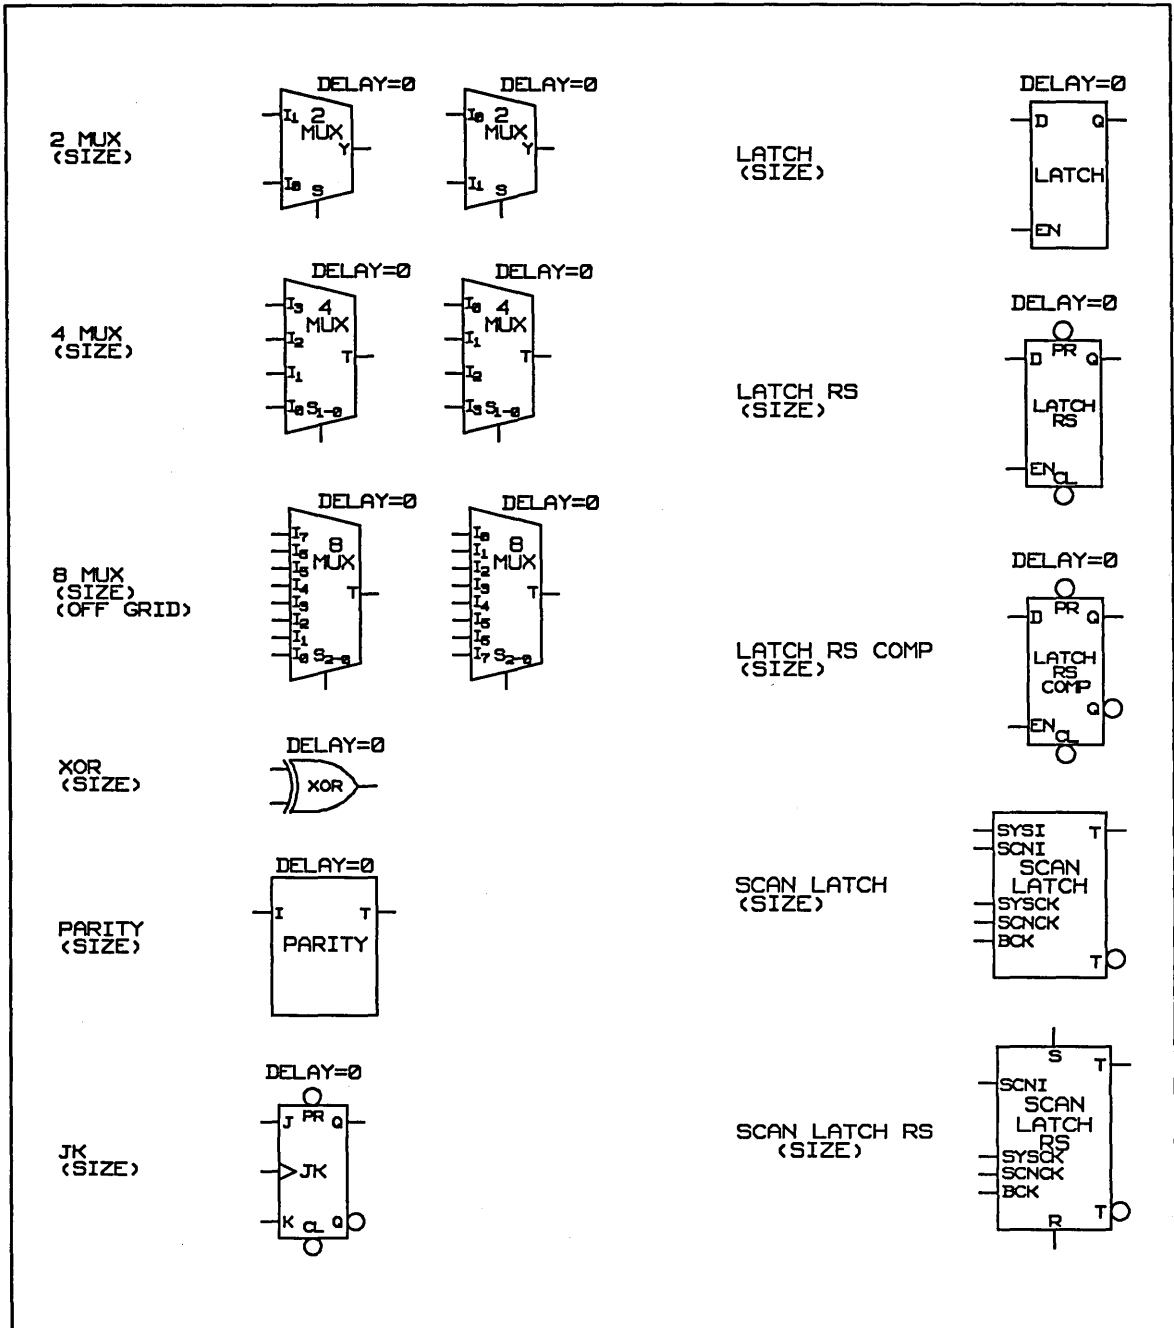 2 MUX
(SIZE)
DELAY=0
I1 2
MUX
Y
I0 S
DELAY=0
I0 2
MUX
Y
I1 S
4 MUX
(SIZE)
DELAY=0
I3 4
MUX
I2
T
I1
I0 S1-0
DELAY=0
I0 4
MUX
I1
T
I2
I3 S1-0
8 MUX
(SIZE)
(OFF GRID)
DELAY=0
I7
8
I6
MUX
I5
I4
T
I3
I2
I1
I0 S2-0
DELAY=0
I0
8
I1
MUX
I2
I3
T
I4
I5
I6
I7 S2-0
XOR
(SIZE)
DELAY=0
XOR
PARITY
(SIZE)
DELAY=0
I T
PARITY
JK
(SIZE)
DELAY=0
J PR Q
JK
K CL Q
LATCH
(SIZE)
DELAY=0
D Q
LATCH
EN
LATCH RS
(SIZE)
DELAY=0
PR
D Q
LATCH
RS
EN CL
LATCH RS COMP
(SIZE)
DELAY=0
PR
D Q
LATCH
RS
COMP
Q
EN CL
SCAN LATCH
(SIZE)
SYSI T
SCNI
SCAN
LATCH
SYSCK
SCNCK
BCK
T
SCAN LATCH RS
(SIZE)
S
T
SCNI
SCAN
LATCH
RS
SYSCK
SCNCK
BCK
T
R